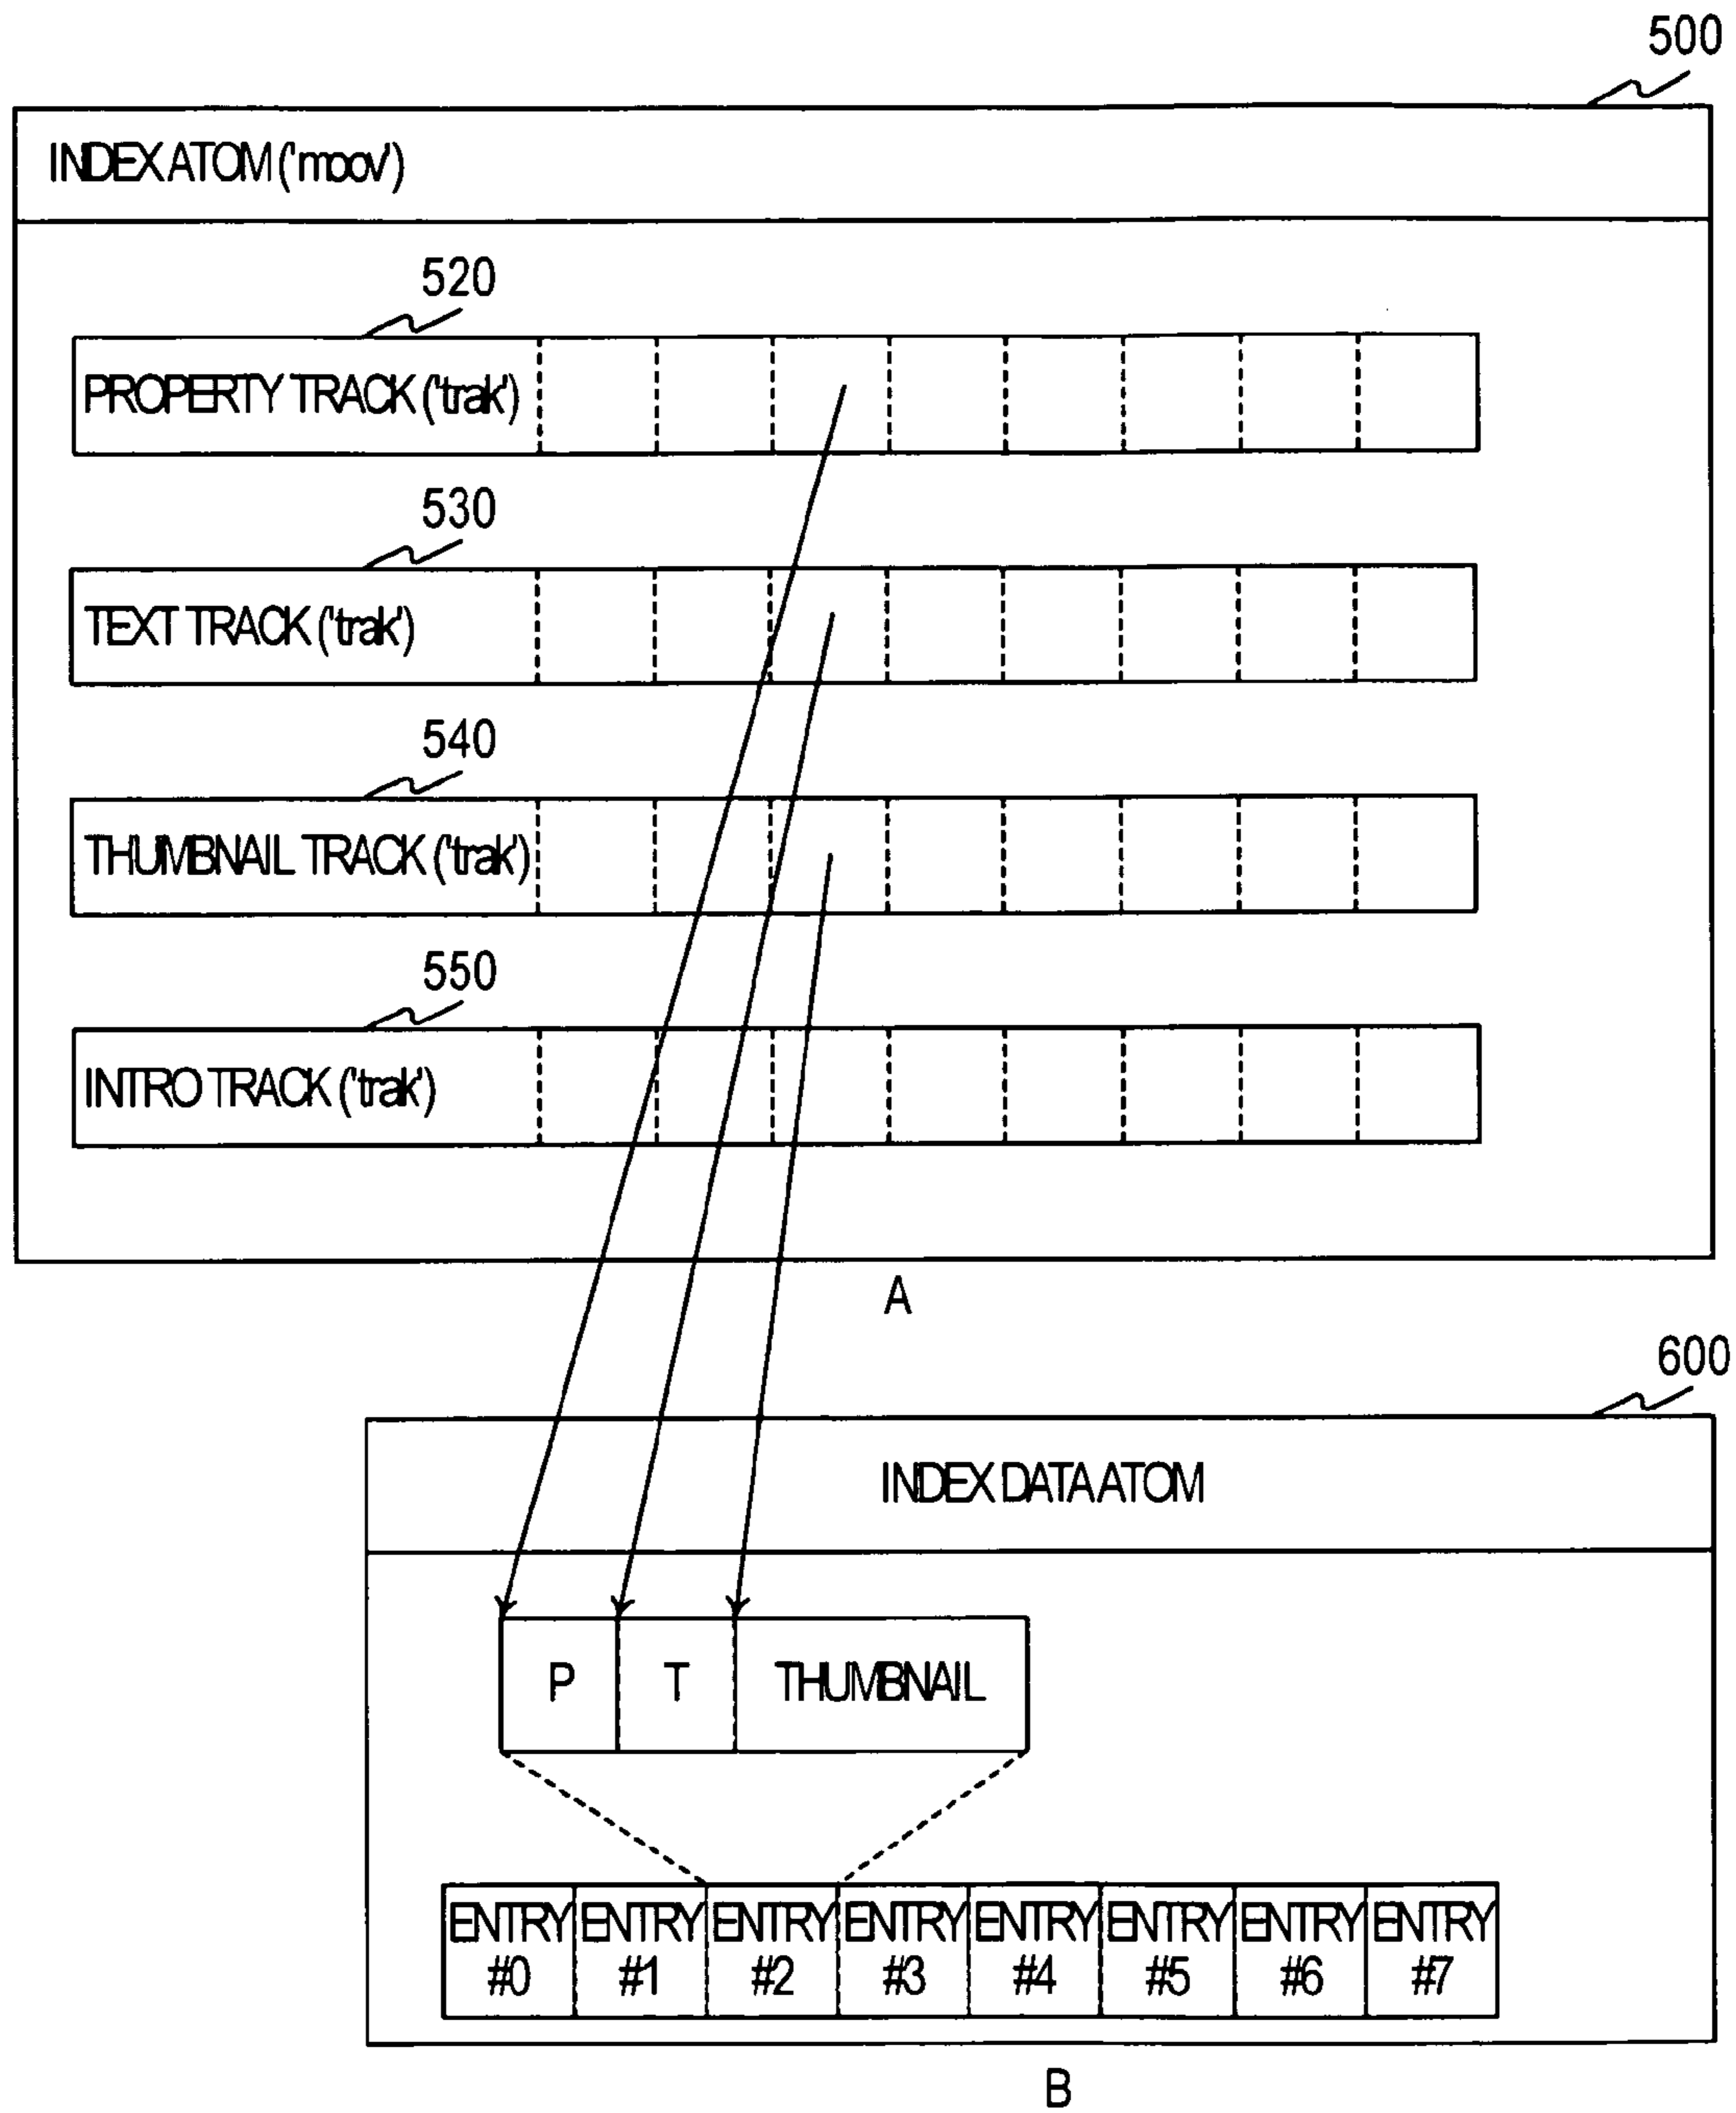 500
INDEX ATOM ('moov')
520
PROPERTY TRACK ('trak')
530
TEXT TRACK ('trak')
540
THUMBNAIL TRACK ('trak')
550
INTRO TRACK ('trak')
A
600
INDEX DATA ATOM
P T THUMBNAIL
ENTRY ENTRY ENTRY ENTRY ENTRY ENTRY ENTRY ENTRY
#0 #1 #2 #3 #4 #5 #6 #7
B